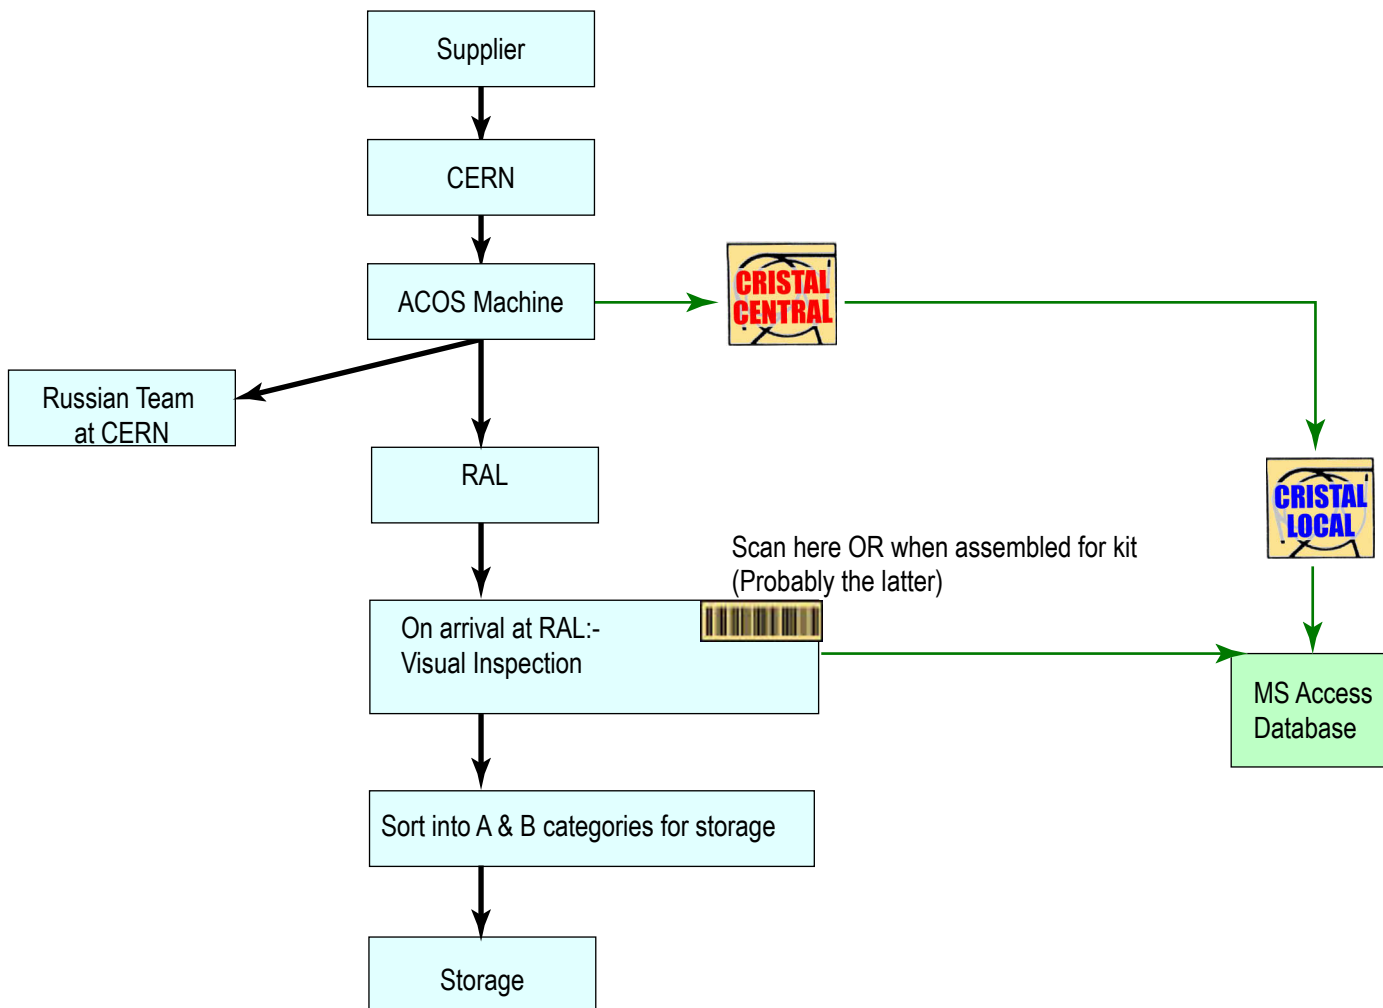 Supplier
CERN
ACOS Machine
CRISTAL
CENTRAL
Russian Team
at CERN
RAL
CRISTAL
LOCAL
Scan here OR when assembled for kit
(Probably the latter)
On arrival at RAL:-
Visual Inspection
MS Access
Database
Sort into A & B categories for storage
Storage